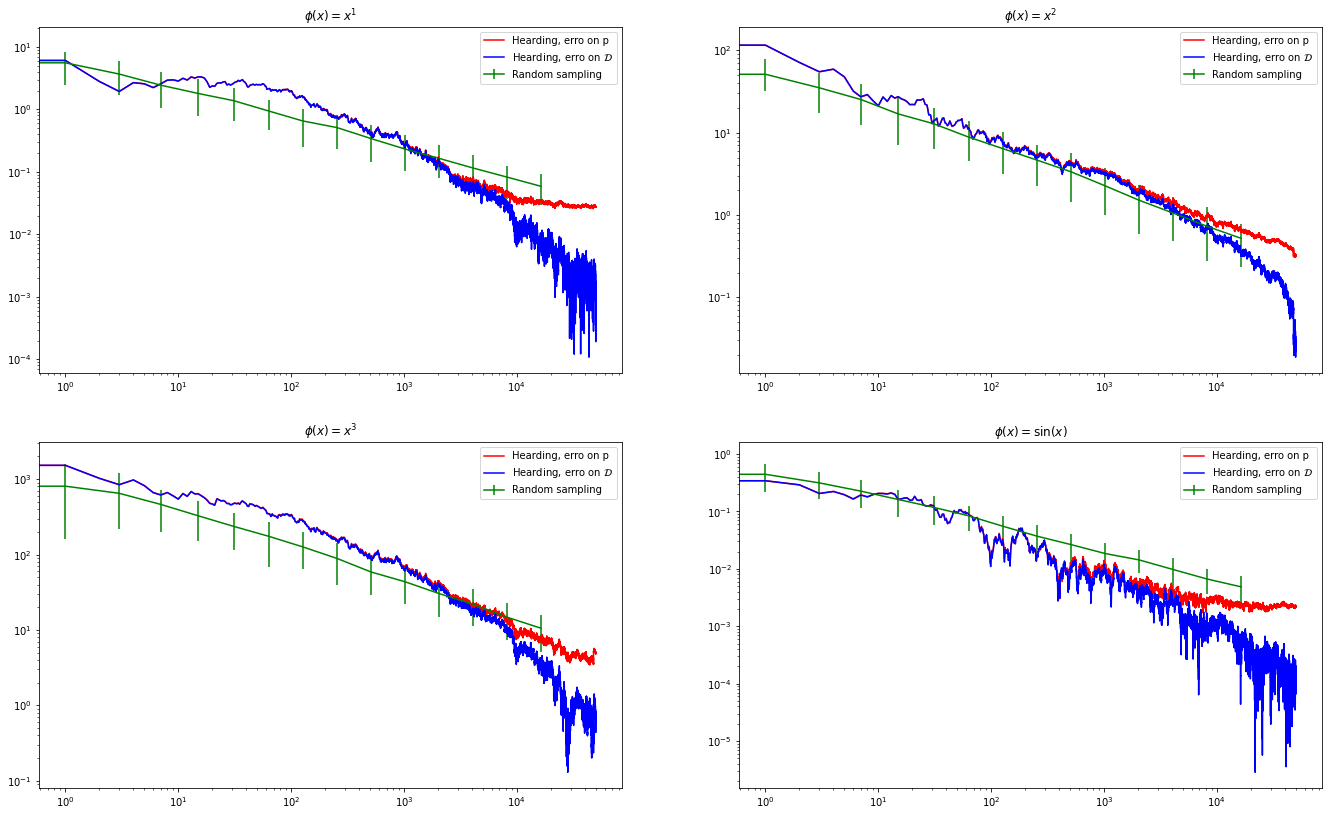 ϕ(x) = x¹
10¹
10⁰
10⁻¹
10⁻²
10⁻³
10⁻⁴
10⁰ 10¹ 10² 10³ 10⁴
Hearding, erro on p
Hearding, erro on 𝒟
Random sampling
ϕ(x) = x²
10²
10¹
10⁰
10⁻¹
10⁰ 10¹ 10² 10³ 10⁴
Hearding, erro on p
Hearding, erro on 𝒟
Random sampling
ϕ(x) = x³
10³
10²
10¹
10⁰
10⁻¹
10⁰ 10¹ 10² 10³ 10⁴
Hearding, erro on p
Hearding, erro on 𝒟
Random sampling
ϕ(x) = sin(x)
10⁰
10⁻¹
10⁻²
10⁻³
10⁻⁴
10⁻⁵
10⁰ 10¹ 10² 10³ 10⁴
Hearding, erro on p
Hearding, erro on 𝒟
Random sampling